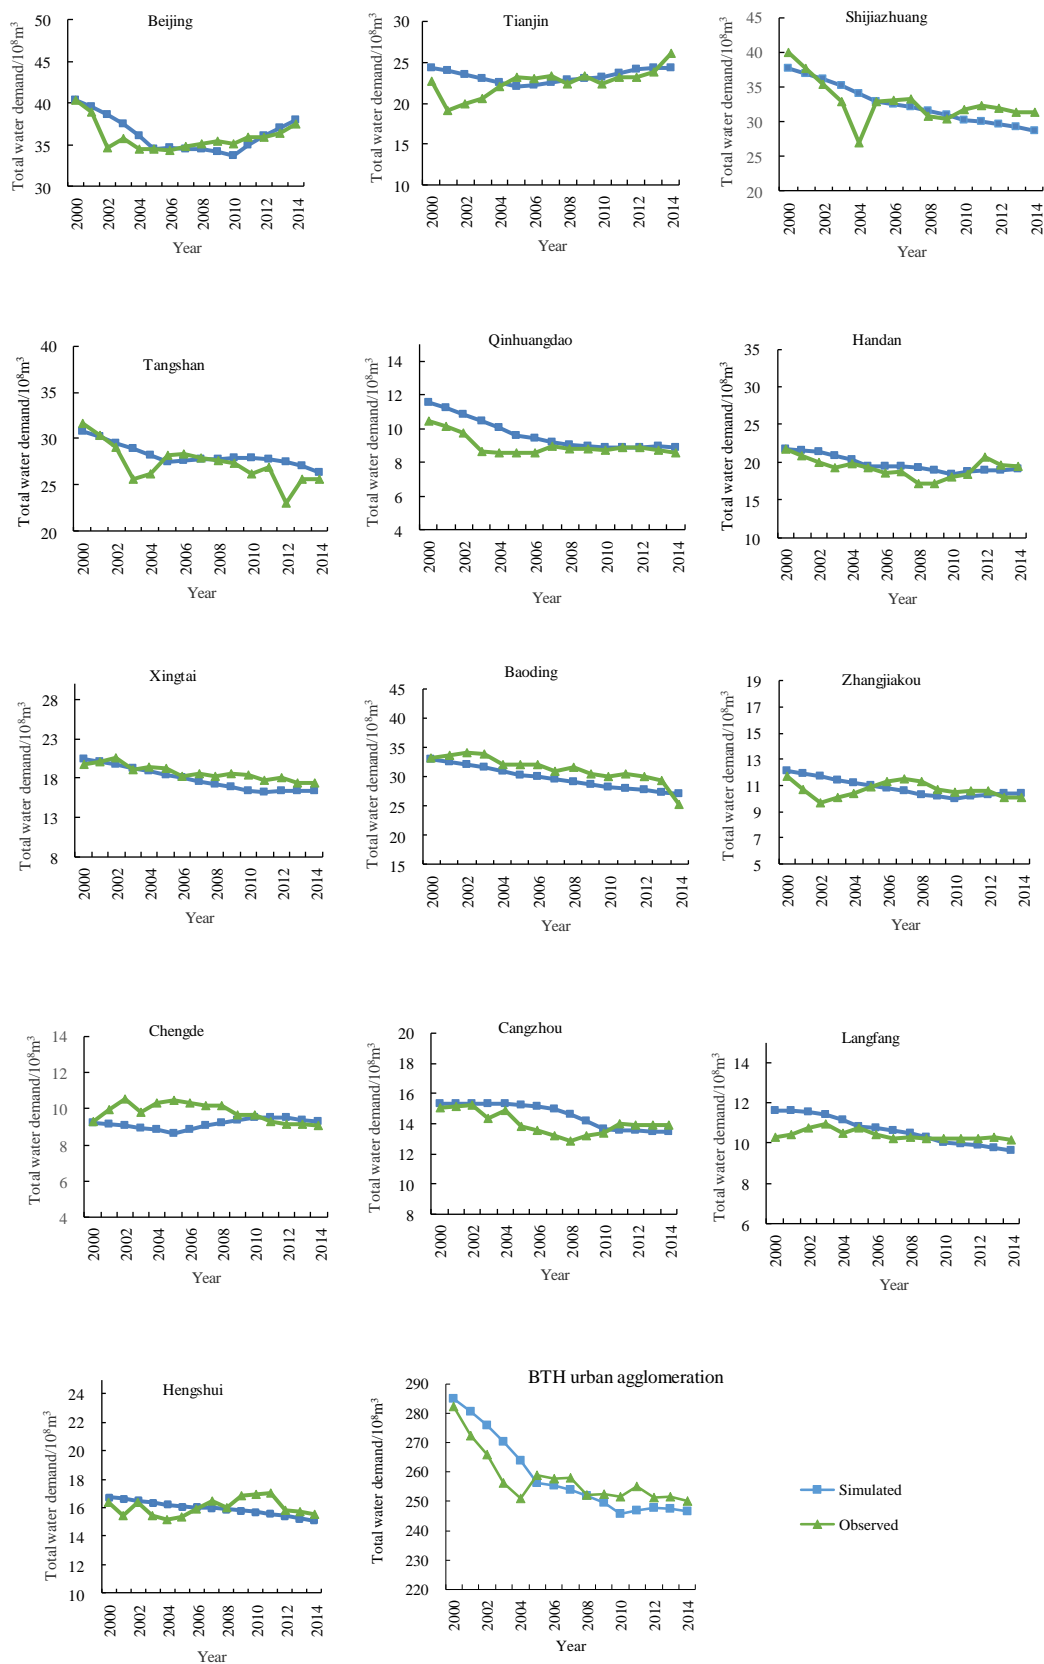 Beijing
Total water demand/10⁸m³
50
45
40
35
30
2000 2002 2004 2006 2008 2010 2012 2014
Year
Tianjin
Total water demand/10⁸m³
30
25
20
15
10
2000 2002 2004 2006 2008 2010 2012 2014
Year
Shijiazhuang
Total water demand/10⁸m³
45
40
35
30
25
20
2000 2002 2004 2006 2008 2010 2012 2014
Year
Tangshan
Total water demand/10⁸m³
40
35
30
25
20
2000 2002 2004 2006 2008 2010 2012 2014
Year
Qinhuangdao
Total water demand/10⁸m³
14
12
10
8
6
4
2000 2002 2004 2006 2008 2010 2012 2014
Year
Handan
Total water demand/10⁸m³
35
30
25
20
15
10
2000 2002 2004 2006 2008 2010 2012 2014
Year
Xingtai
Total water demand/10⁸m³
28
23
18
13
8
2000 2002 2004 2006 2008 2010 2012 2014
Year
Baoding
Total water demand/10⁸m³
45
40
35
30
25
20
15
2000 2002 2004 2006 2008 2010 2012 2014
Year
Zhangjiakou
Total water demand/10⁸m³
19
17
15
13
11
9
7
5
2000 2002 2004 2006 2008 2010 2012 2014
Year
Chengde
Total water demand/10⁸m³
14
12
10
8
6
4
2000 2002 2004 2006 2008 2010 2012 2014
Year
Cangzhou
Total water demand/10⁸m³
20
18
16
14
12
10
8
2000 2002 2004 2006 2008 2010 2012 2014
Year
Langfang
Total water demand/10⁸m³
14
12
10
8
6
2000 2002 2004 2006 2008 2010 2012 2014
Year
Hengshui
Total water demand/10⁸m³
24
22
20
18
16
14
12
10
2000 2002 2004 2006 2008 2010 2012 2014
Year
BTH urban agglomeration
Total water demand/10⁸m³
290
280
270
260
250
240
230
220
2000 2002 2004 2006 2008 2010 2012 2014
Year
Simulated
Observed